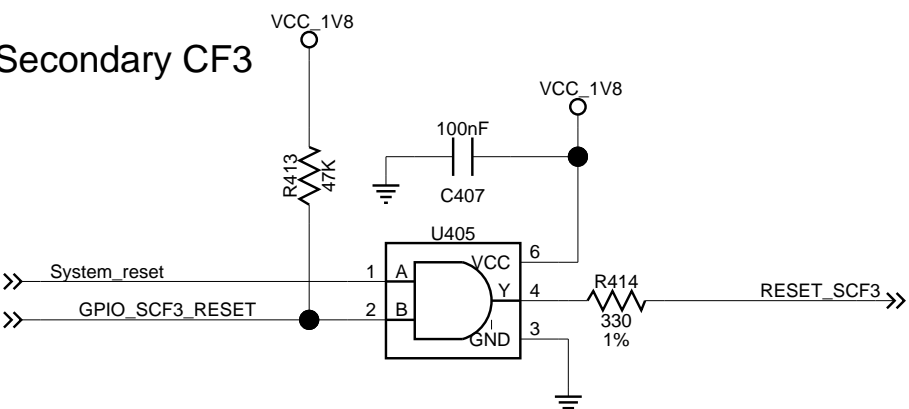 VCC_1V8
Secondary CF3
VCC_1V8
100nF
R413
47K
C407
U405
System_reset
1
A
VCC
6
GPIO_SCF3_RESET
2
B
Y
4
R414
330
1%
RESET_SCF3
GND
3